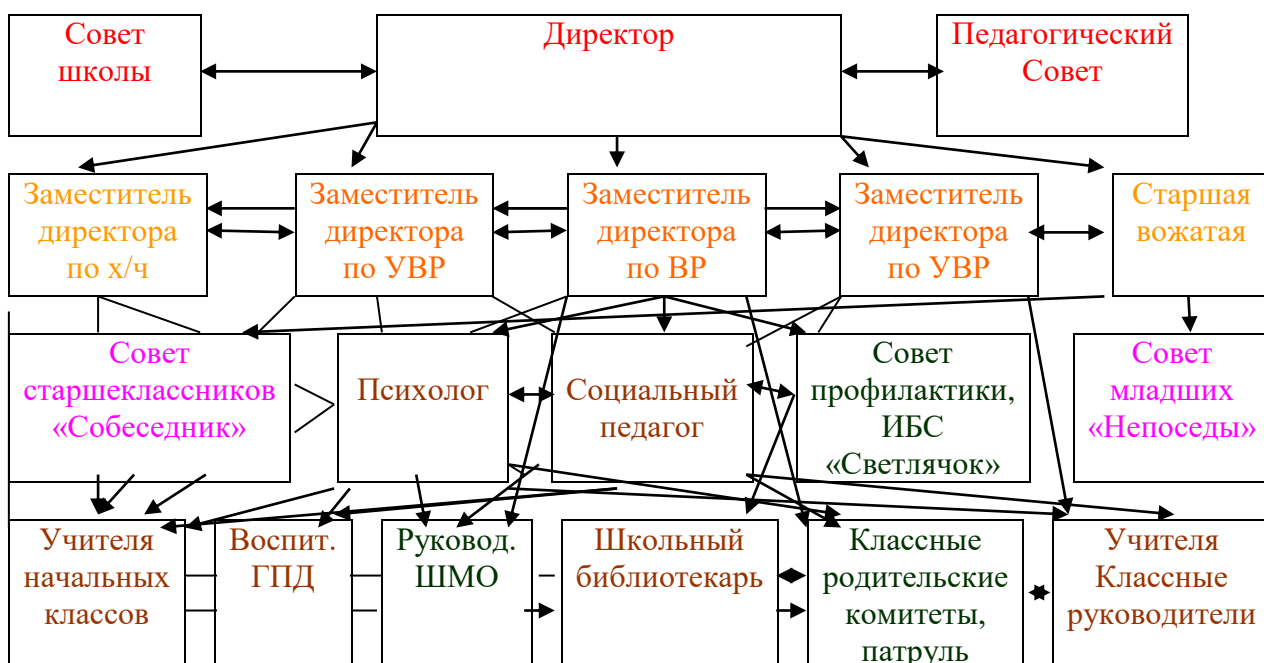 Совет
школы
Директор
Педагогический
Совет
Заместитель
директора
по х/ч
Заместитель
директора
по УВР
Заместитель
директора
по ВР
Заместитель
директора
по УВР
Старшая
вожатая
Совет
старшеклассников
«Собеседник»
Психолог
Социальный
педагог
Совет
профилактики,
ИБС
«Светлячок»
Совет
младших
«Непоседы»
Учителя
начальных
классов
Воспит.
ГПД
Руковод.
ШМО
Школьный
библиотекарь
Классные
родительские
комитеты,
патруль
Учителя
Классные
руководители